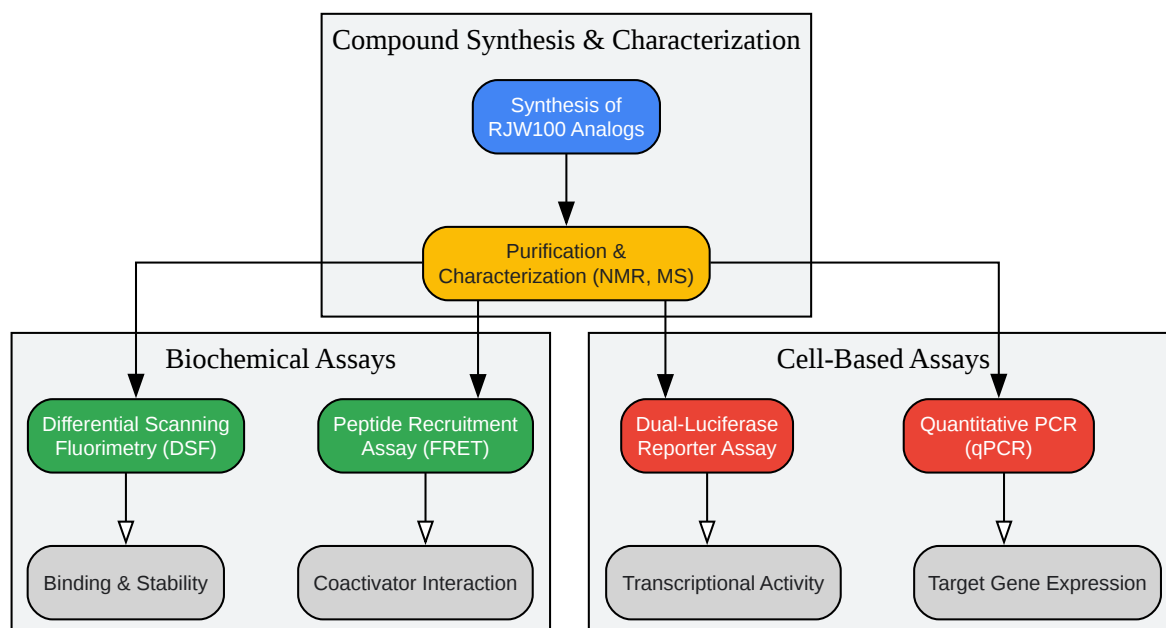 Compound Synthesis & Characterization
Synthesis of
RJW100 Analogs
Purification &
Characterization (NMR, MS)
Biochemical Assays
Differential Scanning
Fluorimetry (DSF)
Peptide Recruitment
Assay (FRET)
Binding & Stability
Coactivator Interaction
Cell-Based Assays
Dual-Luciferase
Reporter Assay
Quantitative PCR
(qPCR)
Transcriptional Activity
Target Gene Expression